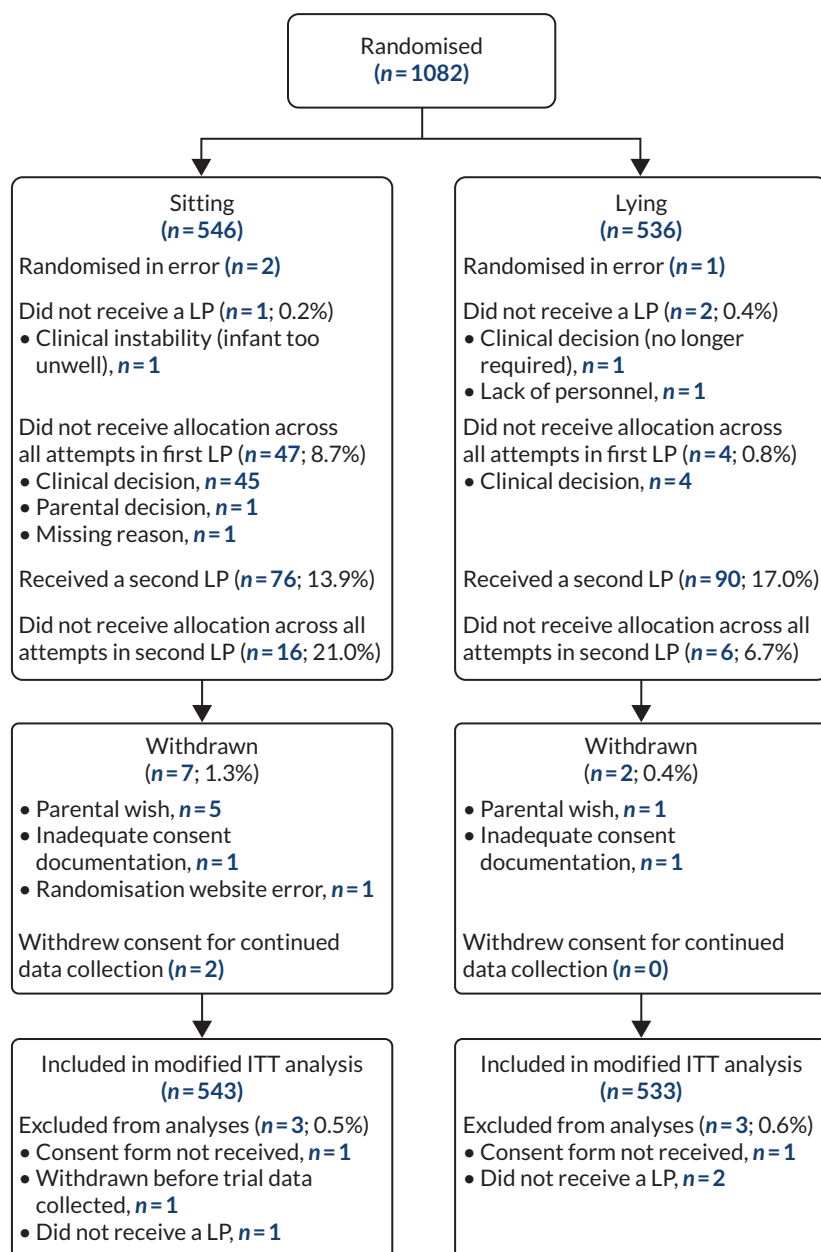 Randomised
(n=1082)
Sitting
(n=546)
Randomised in error (n=2)
Did not receive a LP (n=1; 0.2%)
• Clinical instability (infant too
unwell), n=1
Did not receive allocation across
all attempts in first LP (n=47; 8.7%)
• Clinical decision, n=45
• Parental decision, n=1
• Missing reason, n=1
Received a second LP (n=76; 13.9%)
Did not receive allocation across all
attempts in second LP (n=16; 21.0%)
Lying
(n=536)
Randomised in error (n=1)
Did not receive a LP (n=2; 0.4%)
• Clinical decision (no longer
required), n=1
• Lack of personnel, n=1
Did not receive allocation across
all attempts in first LP (n=4; 0.8%)
• Clinical decision, n=4
Received a second LP (n=90; 17.0%)
Did not receive allocation across all
attempts in second LP (n=6; 6.7%)
Withdrawn
(n=7; 1.3%)
• Parental wish, n=5
• Inadequate consent
documentation, n=1
• Randomisation website error, n=1
Withdrew consent for continued
data collection (n=2)
Withdrawn
(n=2; 0.4%)
• Parental wish, n=1
• Inadequate consent
documentation, n=1
Withdrew consent for continued
data collection (n=0)
Included in modified ITT analysis
(n=543)
Excluded from analyses (n=3; 0.5%)
• Consent form not received, n=1
• Withdrawn before trial data
collected, n=1
• Did not receive a LP, n=1
Included in modified ITT analysis
(n=533)
Excluded from analyses (n=3; 0.6%)
• Consent form not received, n=1
• Did not receive a LP, n=2